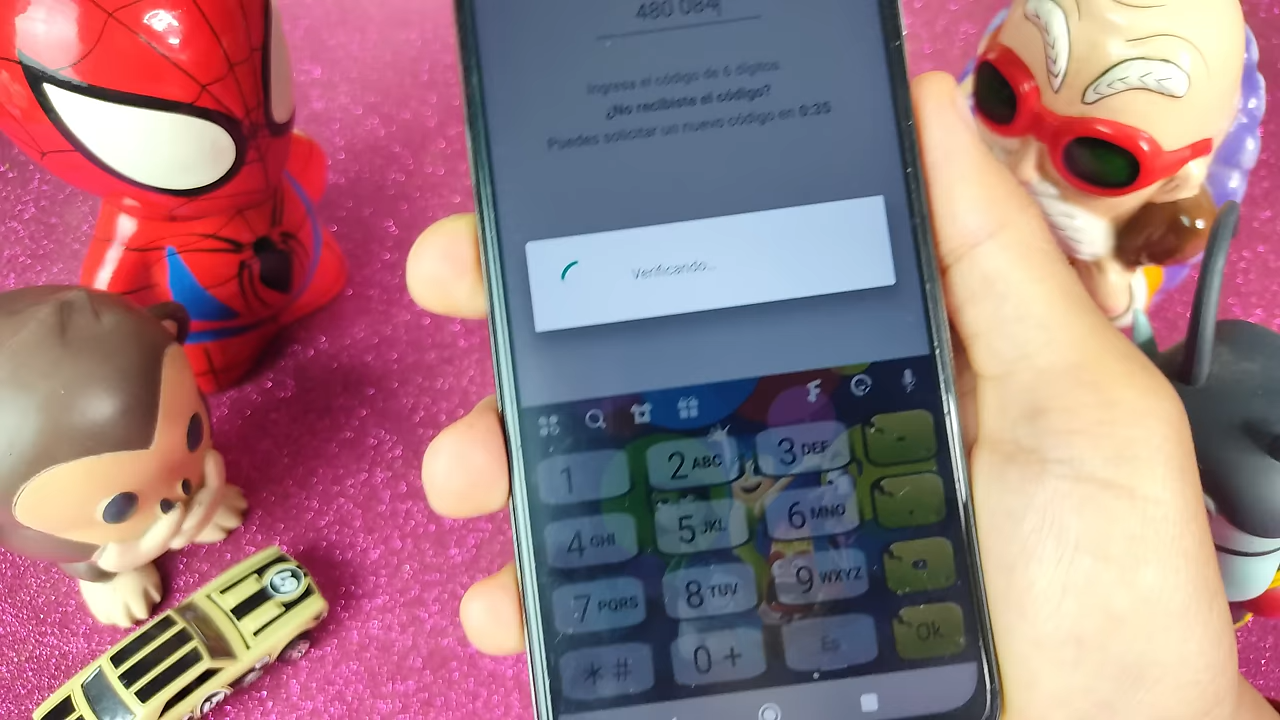 480 084
Ingresa el código de 6 dígitos
¿No recibiste el código?
Puedes solicitar un nuevo código en 0:35
Verificando...
1
2 ABC
3 DEF
-
4 GHI
5 JKL
6 MNO
.
7 PQRS
8 TUV
9 WXYZ
* #
0 +
Es
Ok
5